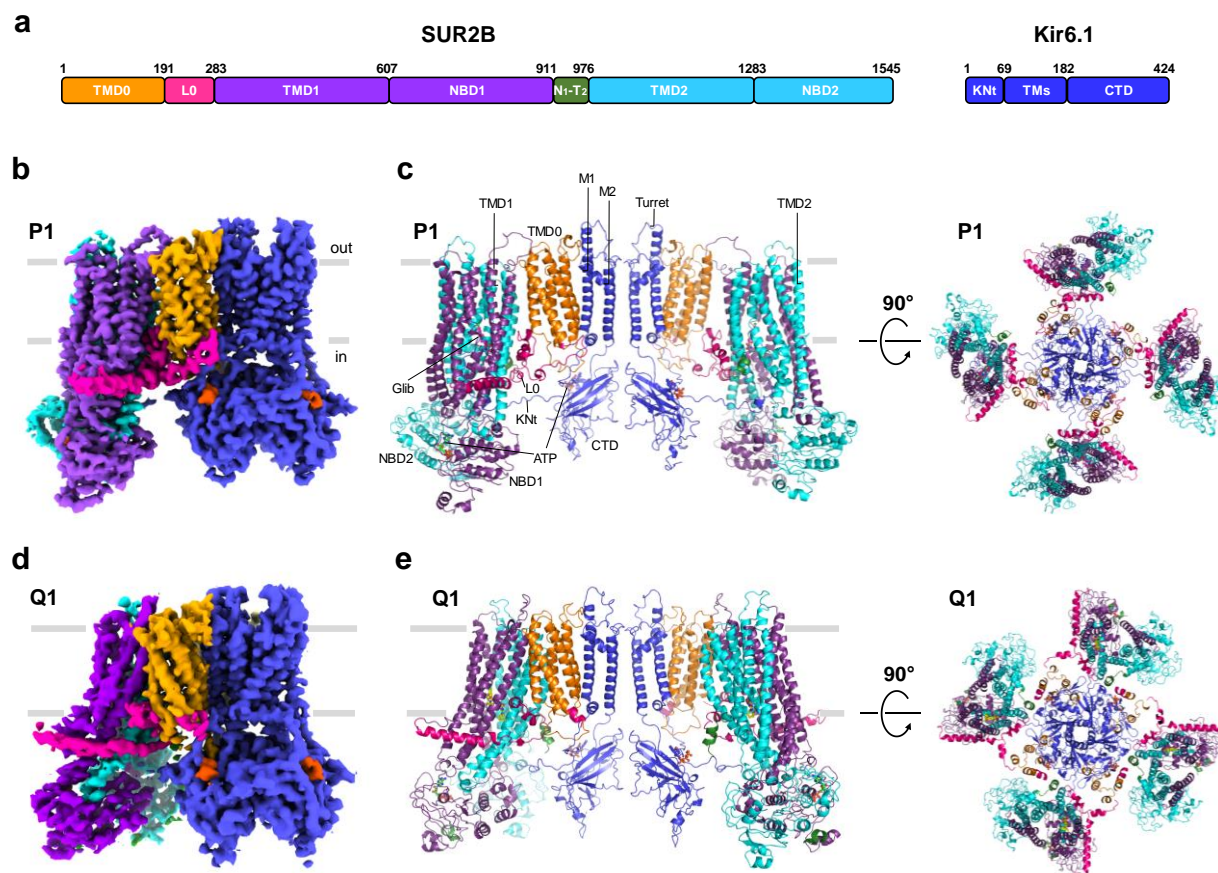 a
SUR2B
Kir6.1
1 191 283 607 911 976 1283 1545
1 69 182 424
TMD0 L0 TMD1 NBD1 N1-T2 TMD2 NBD2
KNt TMs CTD
b
c
P1
out
in
P1
TMD1
TMD0
M1
M2
Turret
TMD2
Glib
L0
KNt
ATP
CTD
NBD2
NBD1
90°
P1
d
e
Q1
Q1
90°
Q1